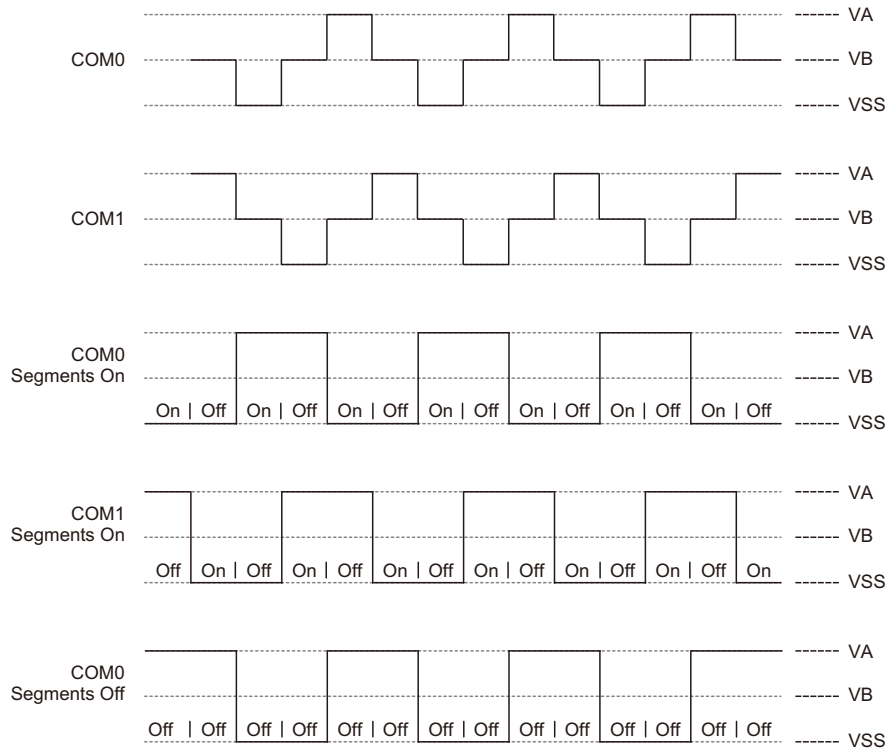 VA
COM0
VB
VSS
VA
COM1
VB
VSS
VA
COM0
Segments On
VB
On | Off | On | Off | On | Off | On | Off | On | Off | On | Off | On | Off
VSS
VA
COM1
Segments On
VB
Off | On | Off | On | Off | On | Off | On | Off | On | Off | On | Off | On
VSS
VA
COM0
Segments Off
VB
Off | Off | Off | Off | Off | Off | Off | Off | Off | Off | Off | Off | Off | Off
VSS